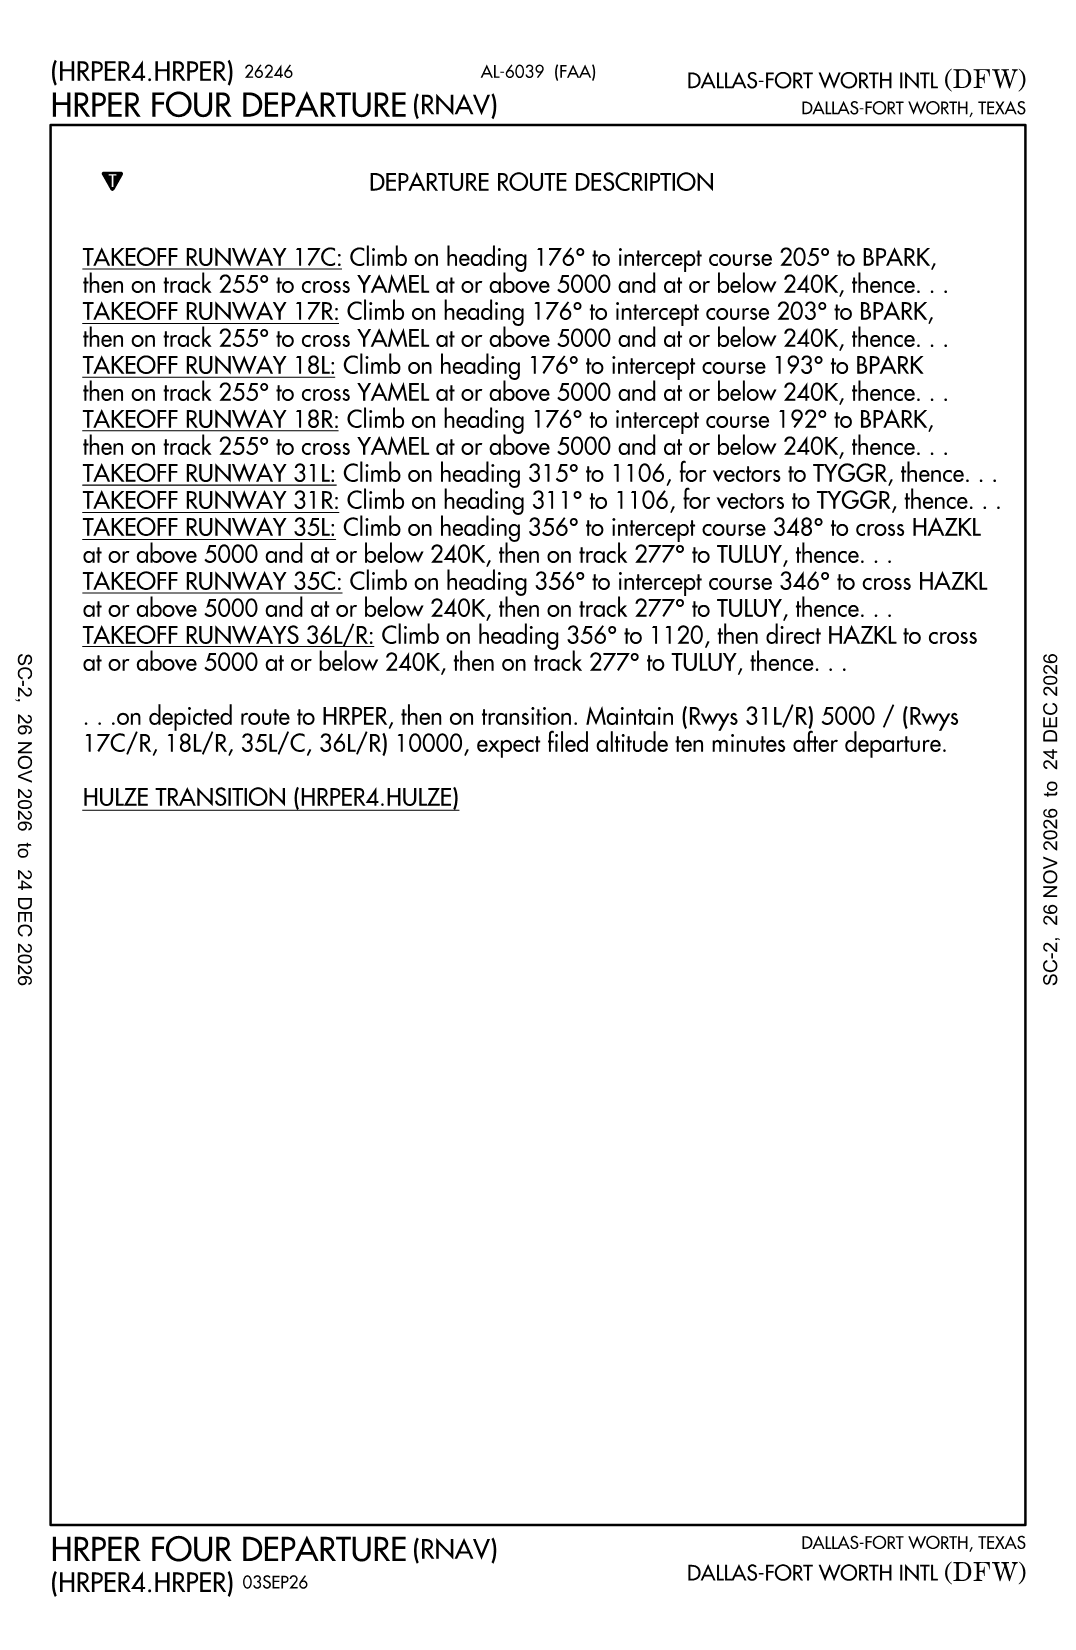 (HRPER4.HRPER) 26246
AL-6039 (FAA)
DALLAS-FORT WORTH INTL (DFW)
HRPER FOUR DEPARTURE (RNAV)
DALLAS-FORT WORTH, TEXAS
T
DEPARTURE ROUTE DESCRIPTION
TAKEOFF RUNWAY 17C: Climb on heading 176° to intercept course 205° to BPARK,
then on track 255° to cross YAMEL at or above 5000 and at or below 240K, thence. . .
TAKEOFF RUNWAY 17R: Climb on heading 176° to intercept course 203° to BPARK,
then on track 255° to cross YAMEL at or above 5000 and at or below 240K, thence. . .
TAKEOFF RUNWAY 18L: Climb on heading 176° to intercept course 193° to BPARK
then on track 255° to cross YAMEL at or above 5000 and at or below 240K, thence. . .
TAKEOFF RUNWAY 18R: Climb on heading 176° to intercept course 192° to BPARK,
then on track 255° to cross YAMEL at or above 5000 and at or below 240K, thence. . .
TAKEOFF RUNWAY 31L: Climb on heading 315° to 1106, for vectors to TYGGR, thence. . .
TAKEOFF RUNWAY 31R: Climb on heading 311° to 1106, for vectors to TYGGR, thence. . .
TAKEOFF RUNWAY 35L: Climb on heading 356° to intercept course 348° to cross HAZKL
at or above 5000 and at or below 240K, then on track 277° to TULUY, thence. . .
TAKEOFF RUNWAY 35C: Climb on heading 356° to intercept course 346° to cross HAZKL
at or above 5000 and at or below 240K, then on track 277° to TULUY, thence. . .
TAKEOFF RUNWAYS 36L/R: Climb on heading 356° to 1120, then direct HAZKL to cross
at or above 5000 at or below 240K, then on track 277° to TULUY, thence. . .
. . .on depicted route to HRPER, then on transition. Maintain (Rwys 31L/R) 5000 / (Rwys
17C/R, 18L/R, 35L/C, 36L/R) 10000, expect filed altitude ten minutes after departure.
HULZE TRANSITION (HRPER4.HULZE)
SC-2, 26 NOV 2026 to 24 DEC 2026
SC-2, 26 NOV 2026 to 24 DEC 2026
HRPER FOUR DEPARTURE (RNAV)
DALLAS-FORT WORTH, TEXAS
(HRPER4.HRPER) 03SEP26
DALLAS-FORT WORTH INTL (DFW)